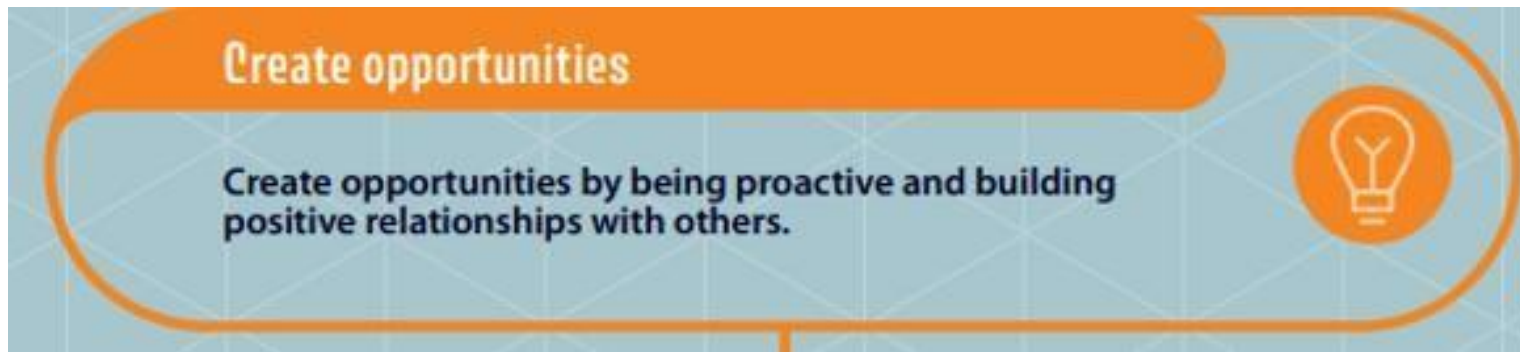 Create opportunities
Create opportunities by being proactive and building
positive relationships with others.